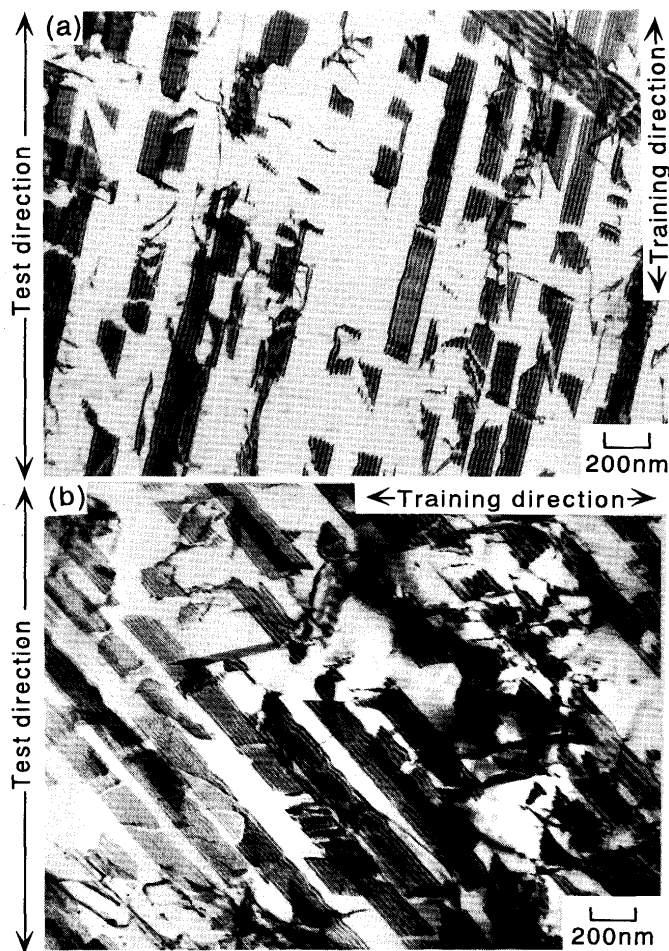 (a)
Test direction
Training direction
200nm
(b)
Training direction
Test direction
200nm